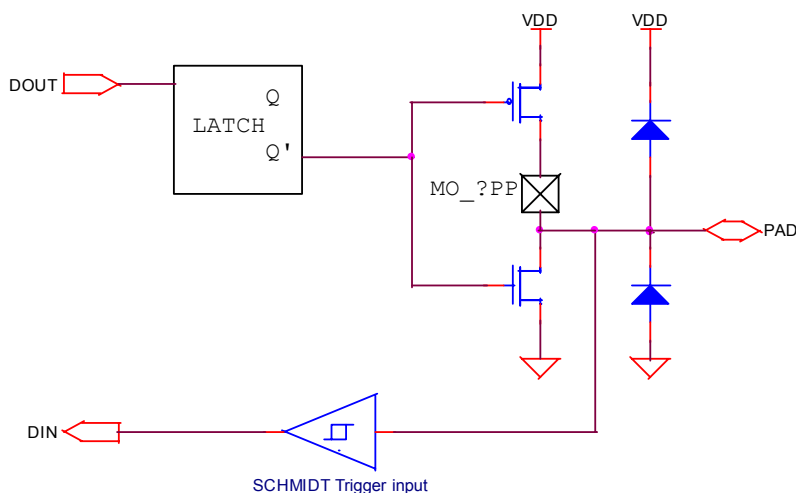 VDD
VDD
DOUT
Q
LATCH
Q'
MO_?PP
PAD
DIN
SCHMIDT Trigger input